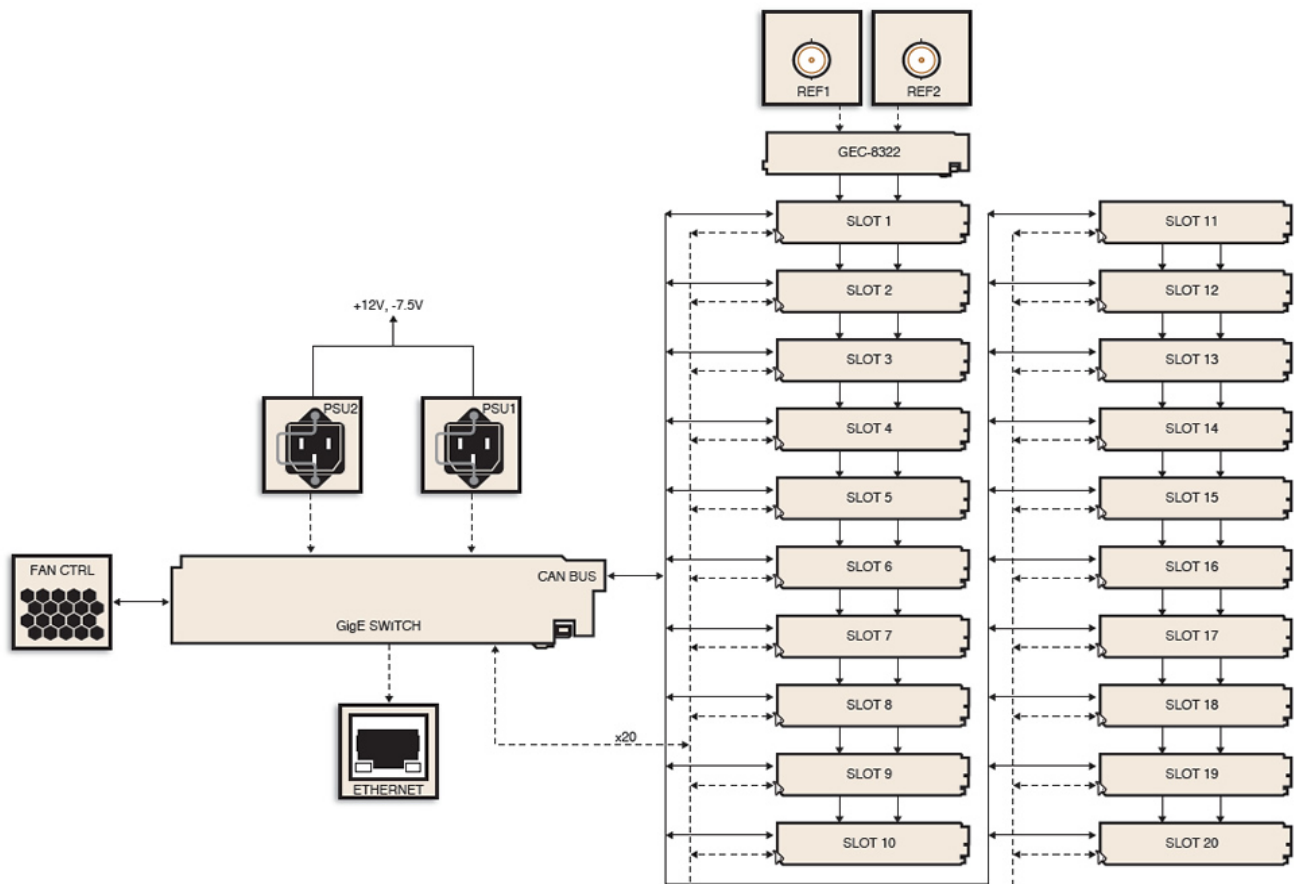 REF1
REF2
GEC-8322
SLOT 1
SLOT 11
SLOT 2
SLOT 12
+12V, -7.5V
SLOT 3
SLOT 13
PSU2
PSU1
SLOT 4
SLOT 14
SLOT 5
SLOT 15
FAN CTRL
CAN BUS
SLOT 6
SLOT 16
GigE SWITCH
SLOT 7
SLOT 17
SLOT 8
SLOT 18
x20
SLOT 9
SLOT 19
ETHERNET
SLOT 10
SLOT 20